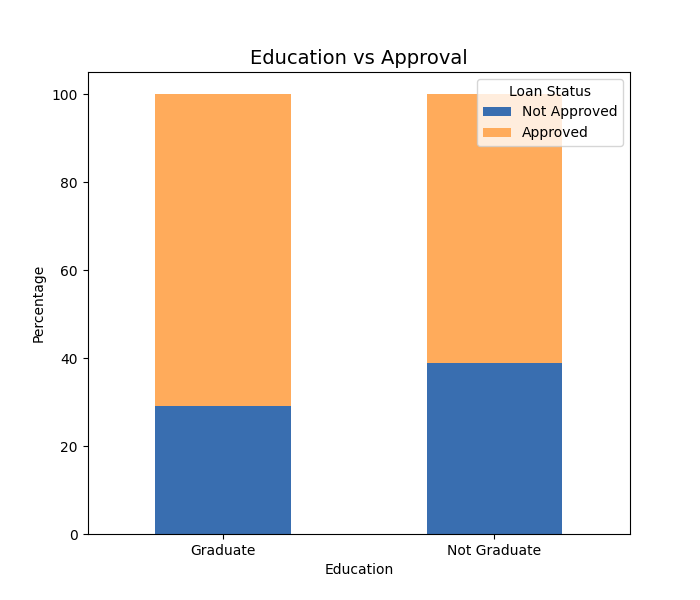 Education vs Approval
Loan Status
Not Approved
Approved
100
80
60
40
20
0
Percentage
Graduate
Not Graduate
Education